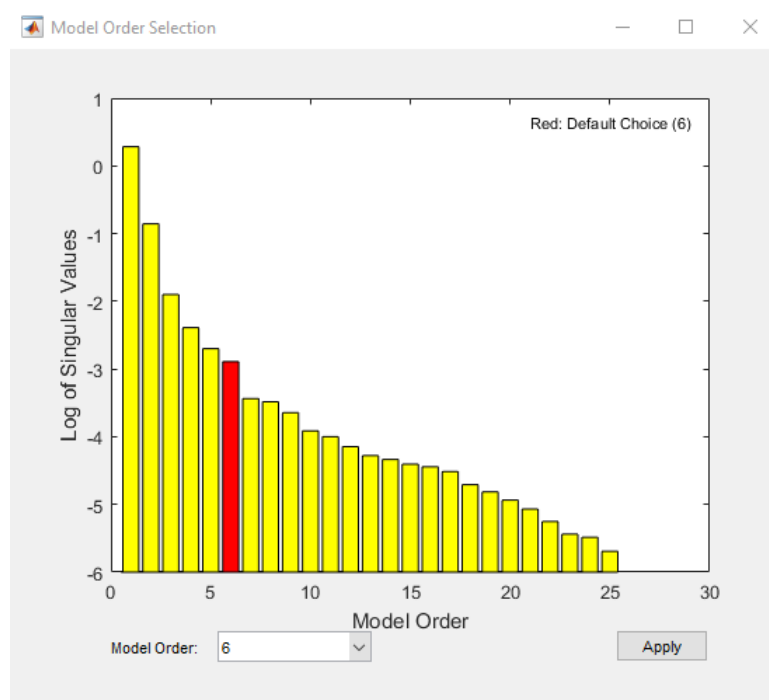 Model Order Selection
Red: Default Choice (6)
1
0
-1
-2
-3
-4
-5
-6
Log of Singular Values
0 5 10 15 20 25 30
Model Order
Model Order: 6 Apply